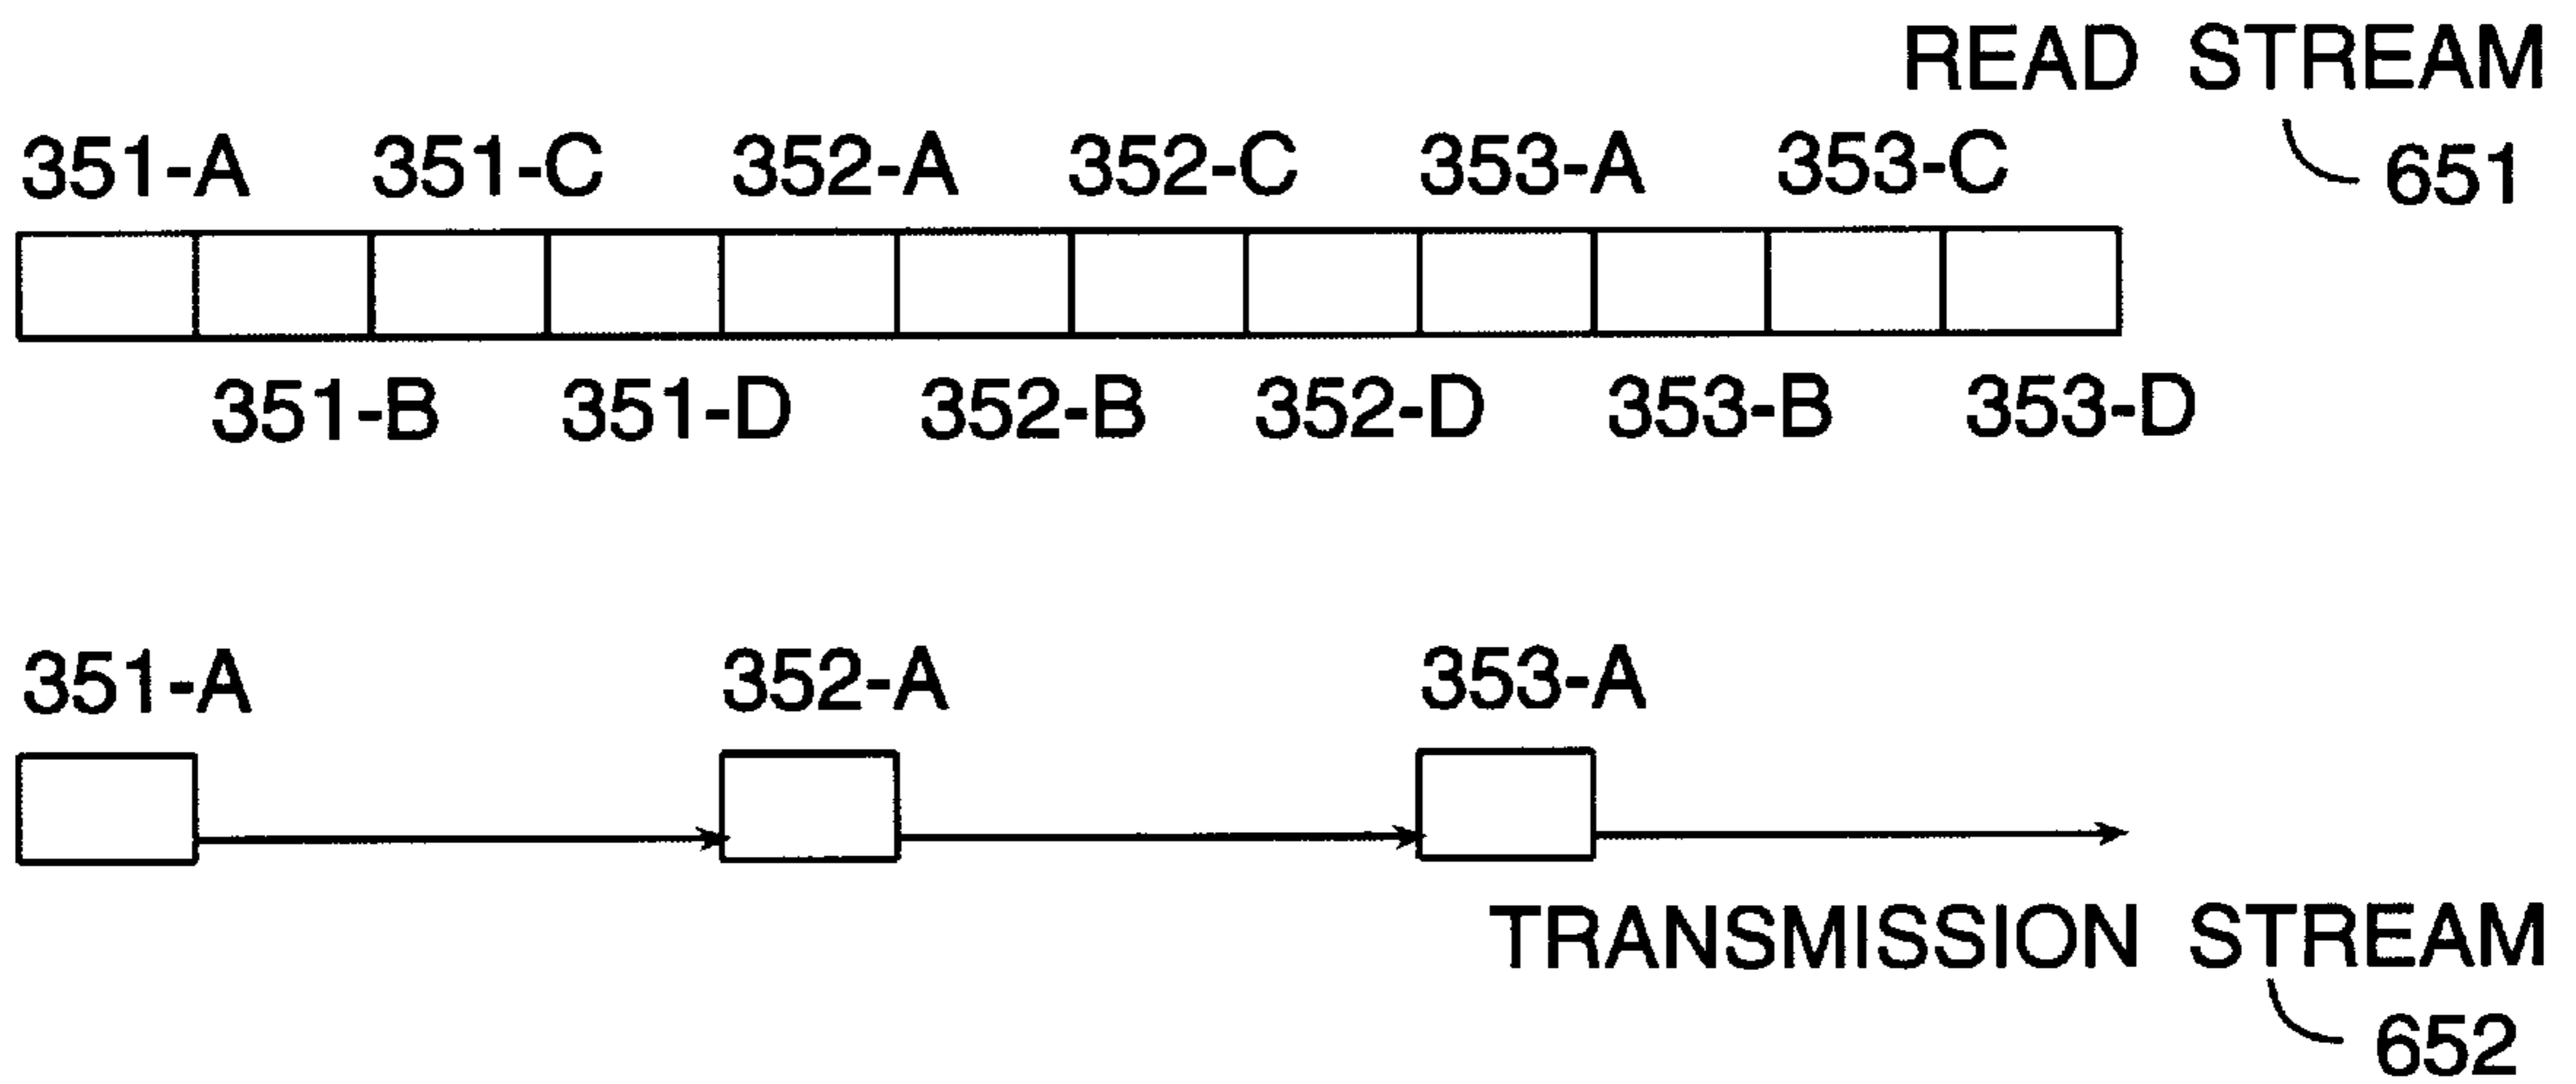 READ STREAM
651
351-A 351-C 352-A 352-C 353-A 353-C
351-B 351-D 352-B 352-D 353-B 353-D
351-A 352-A 353-A
TRANSMISSION STREAM
652